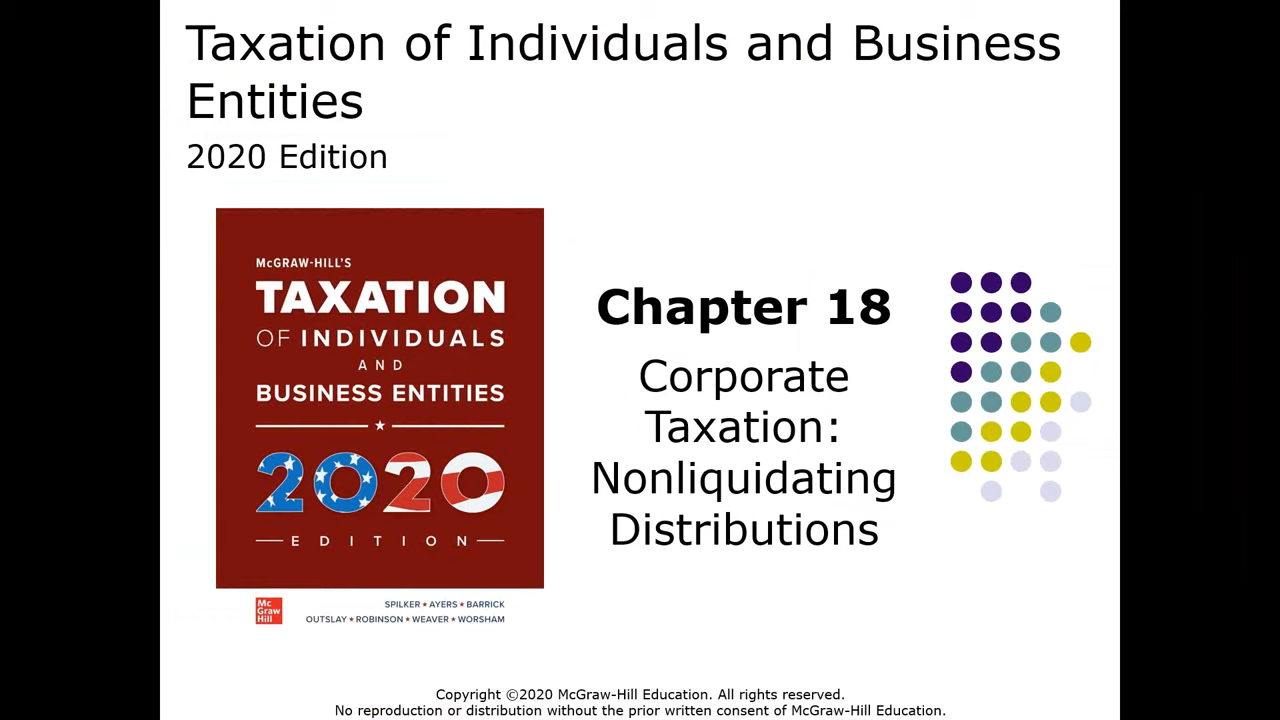 Taxation of Individuals and Business
Entities
2020 Edition
McGRAW-HILL'S
TAXATION
OF INDIVIDUALS
AND
BUSINESS ENTITIES
2020
EDITION
Mc
Graw
Hill
SPILKER ★ AYERS ★ BARRICK
OUTSLAY ★ ROBINSON ★ WEAVER ★ WORSHAM
Chapter 18
Corporate
Taxation:
Nonliquidating
Distributions
Copyright ©2020 McGraw-Hill Education. All rights reserved.
No reproduction or distribution without the prior written consent of McGraw-Hill Education.